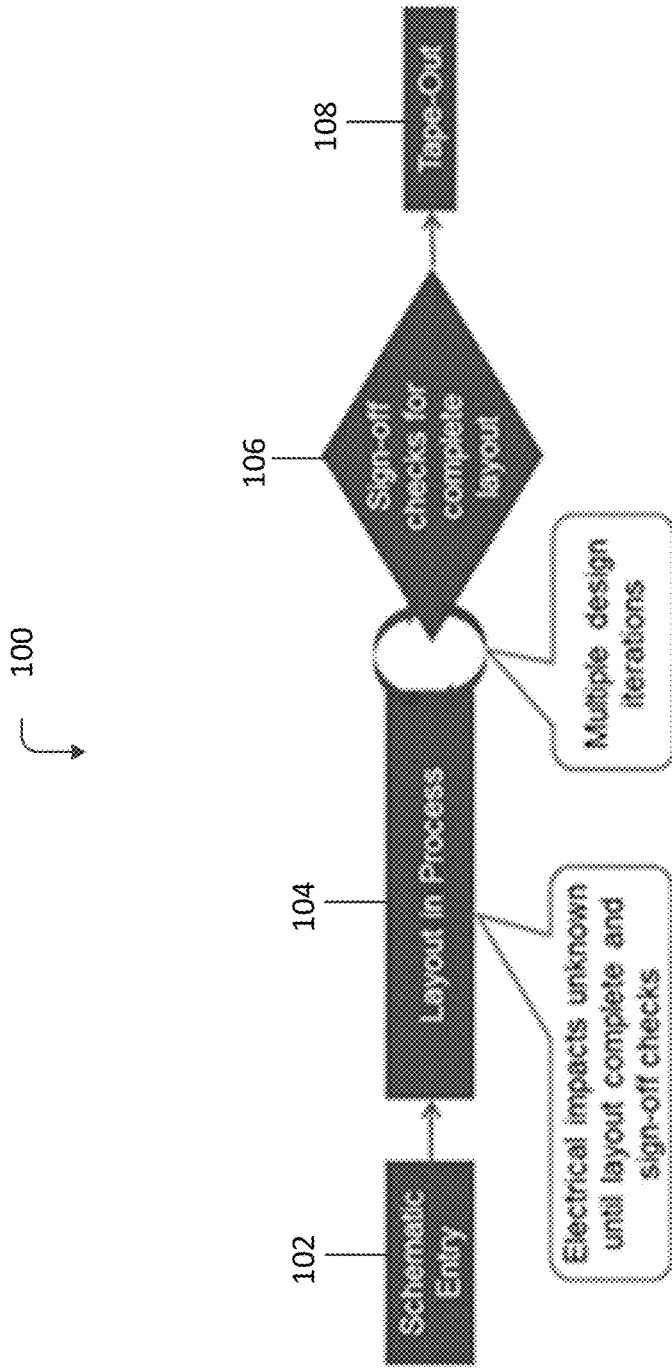 100
102
Schematic
Entry
104
Layout in Process
106
Sign-off
checks for
complete
layout
108
Tape-Out
Electrical impacts unknown
until layout complete and
sign-off checks
Multiple design
iterations